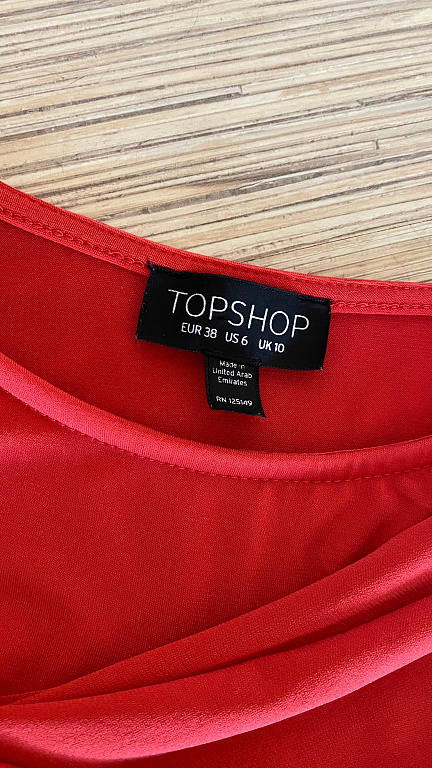 TOPSHOP
EUR 38 US 6 UK 10
Made in
United Arab
Emirates
RN 125149